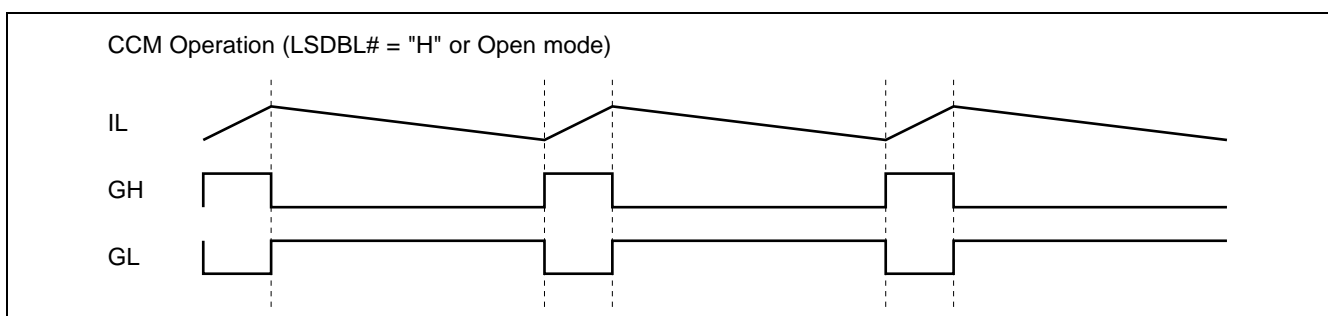 CCM Operation (LSDBL# = "H" or Open mode)
IL
GH
GL